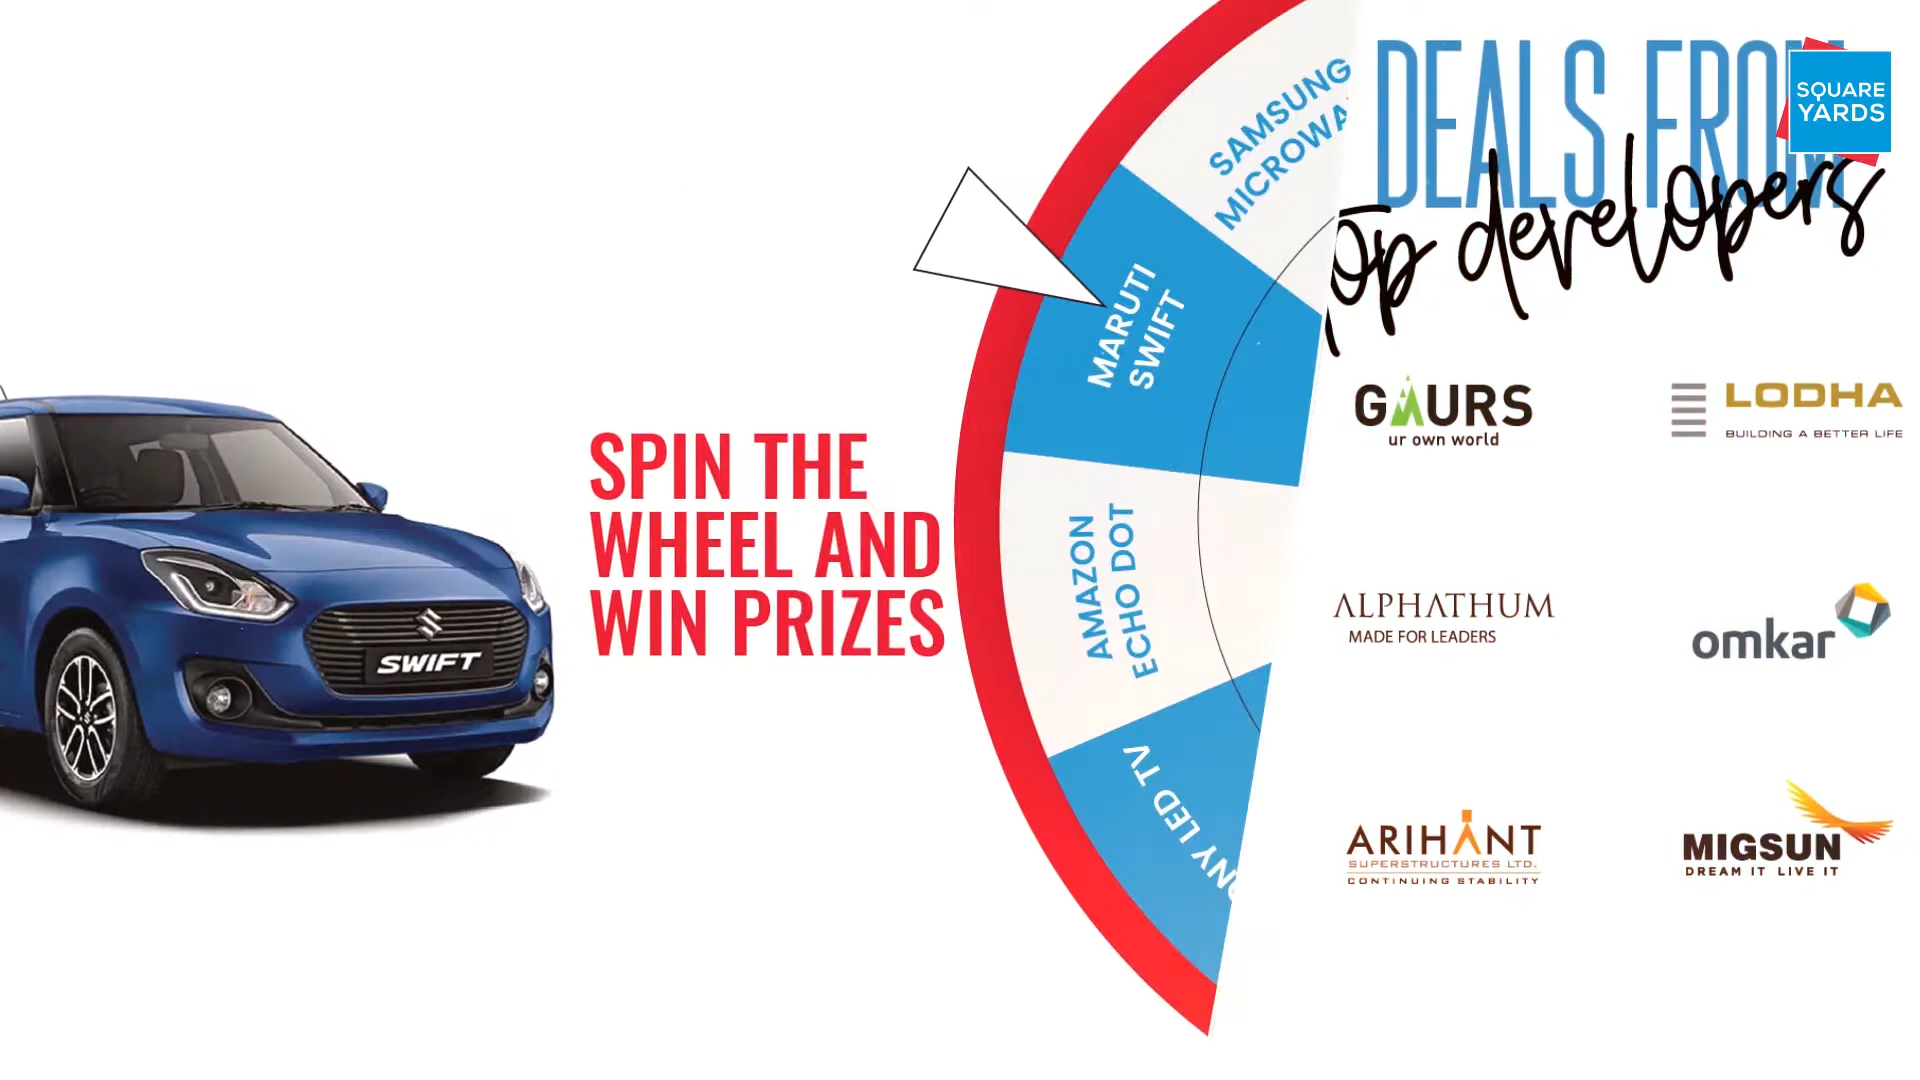 SWIFT
SPIN THE
WHEEL AND
WIN PRIZES
SAMSUNG
MARUTI
SWIFT
AMAZON
ECHO DOT
LED TV
DEALS FROM
developers
SQUARE
YARDS
GAURS
ur own world
LODHA
BUILDING A BETTER LIFE
ALPHATHUM
MADE FOR LEADERS
omkar
ARIHANT
SUPERSTRUCTURES LTD.
CONTINUING STABILITY
MIGSUN
DREAM IT LIVE IT